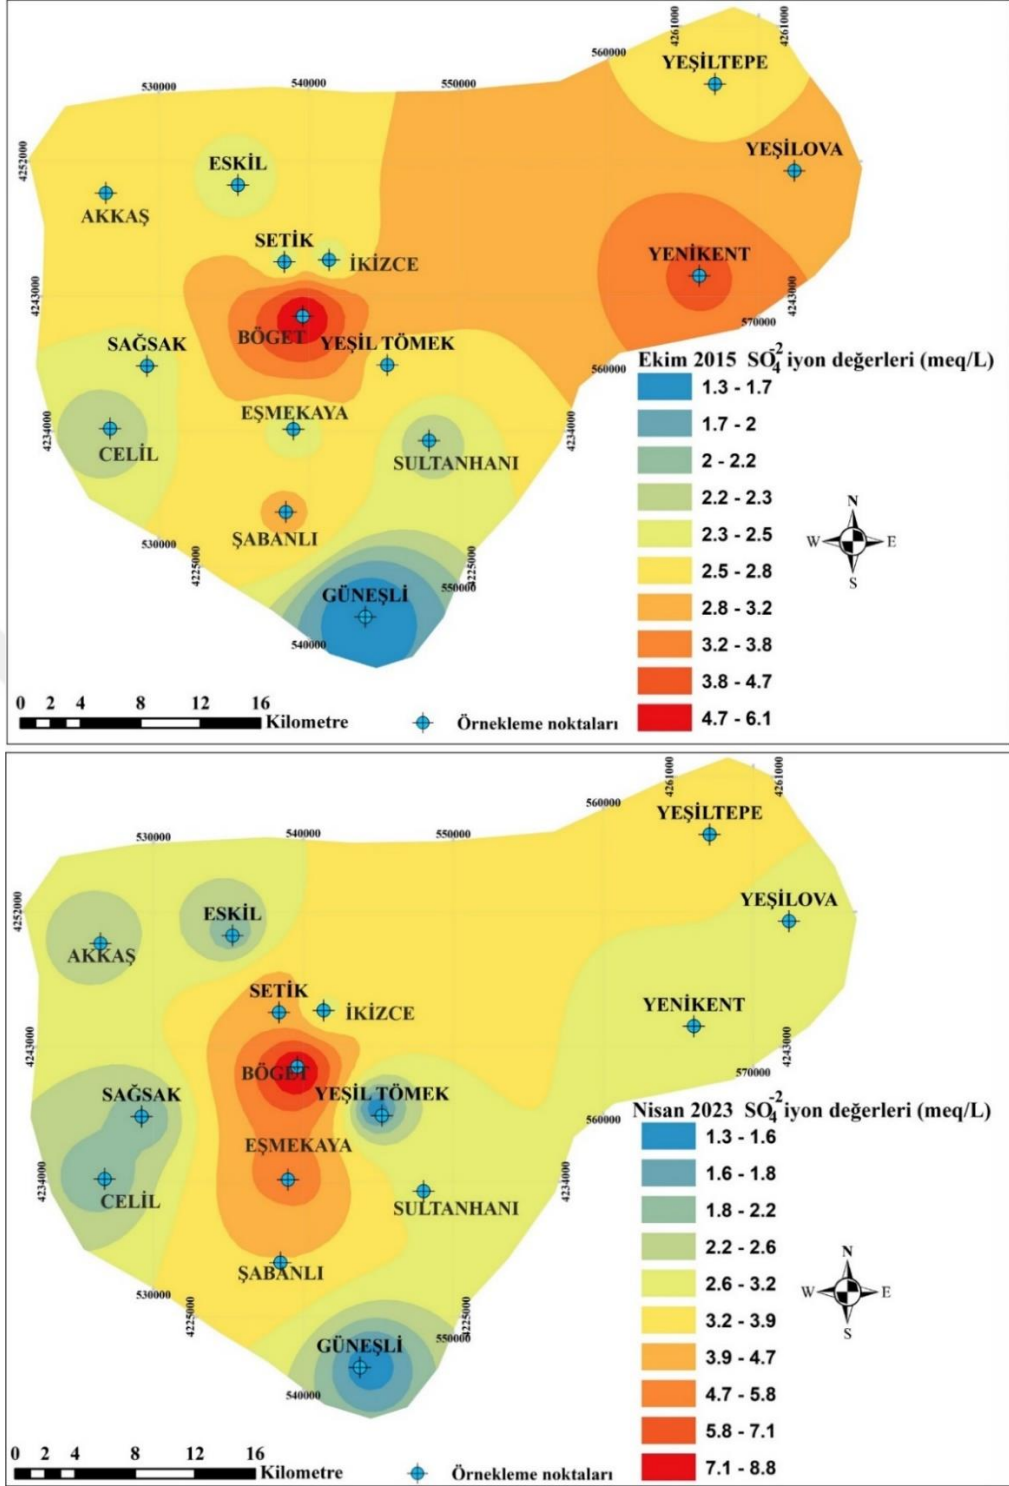 4261000
4261000
560000
YEŞİLTEPE
530000
540000
550000
YEŞİLOVA
4252000
ESKİL
AKKAŞ
SETİK
İKİZCE
YENİKENT
4243000
4243000
BÖGET
570000
SAĞSAK
YEŞİL TÖMEK
Ekim 2015 SO4-2 iyon değerleri (meq/L)
560000
1.3 - 1.7
EŞMEKAYA
1.7 - 2
4234000
4234000
CELİL
SULTANHANI
2 - 2.2
2.2 - 2.3
ŞABANLI
2.3 - 2.5
N
W E
S
530000
4225000
4225000
2.5 - 2.8
GÜNEŞLİ
550000
2.8 - 3.2
540000
3.2 - 3.8
3.8 - 4.7
0 2 4 8 12 16
Kilometre
Örnekleme noktaları
4.7 - 6.1
4261000
4261000
560000
YEŞİLTEPE
530000
540000
550000
YEŞİLOVA
4252000
ESKİL
AKKAŞ
SETİK
İKİZCE
YENİKENT
4243000
4243000
BÖGET
570000
SAĞSAK
YEŞİL TÖMEK
Nisan 2023 SO4-2 iyon değerleri (meq/L)
560000
1.3 - 1.6
EŞMEKAYA
1.6 - 1.8
4234000
4234000
CELİL
SULTANHANI
1.8 - 2.2
2.2 - 2.6
ŞABANLI
2.6 - 3.2
N
W E
S
530000
4225000
4225000
3.2 - 3.9
GÜNEŞLİ
550000
3.9 - 4.7
540000
4.7 - 5.8
5.8 - 7.1
0 2 4 8 12 16
Kilometre
Örnekleme noktaları
7.1 - 8.8